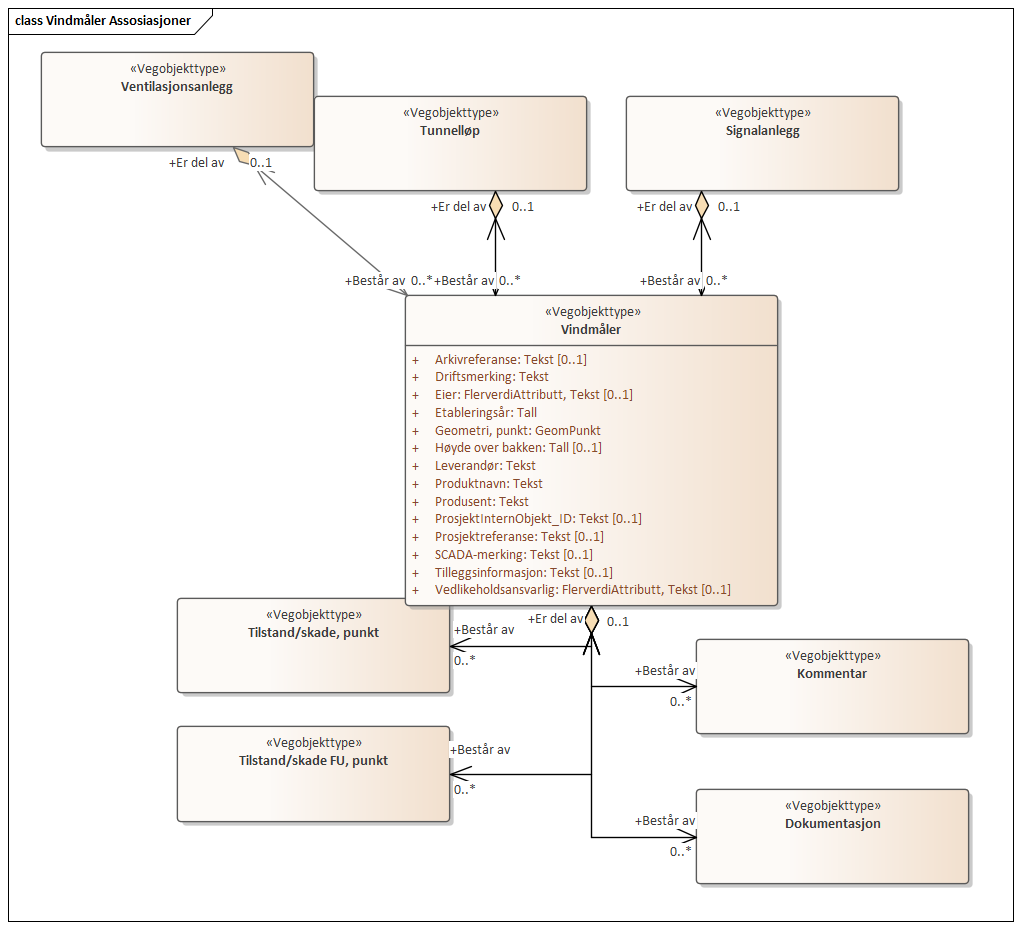 class Vindmåler Assosiasjoner
«Vegobjekttype»
Ventilasjonsanlegg
«Vegobjekttype»
Tunnelløp
«Vegobjekttype»
Signalanlegg
+Er del av 0..1
+Er del av 0..1
+Er del av 0..1
+Består av 0..*
+Består av 0..*
+Består av 0..*
«Vegobjekttype»
Vindmåler
+ Arkivreferanse: Tekst [0..1]
+ Driftsmerking: Tekst
+ Eier: FlerverdiAttributt, Tekst [0..1]
+ Etableringsår: Tall
+ Geometri, punkt: GeomPunkt
+ Høyde over bakken: Tall [0..1]
+ Leverandør: Tekst
+ Produktnavn: Tekst
+ Produsent: Tekst
+ ProsjektInternObjekt_ID: Tekst [0..1]
+ Prosjektreferanse: Tekst [0..1]
+ SCADA-merking: Tekst [0..1]
+ Tilleggsinformasjon: Tekst [0..1]
+ Vedlikeholdsansvarlig: FlerverdiAttributt, Tekst [0..1]
+Er del av 0..1
«Vegobjekttype»
Tilstand/skade, punkt
+Består av
0..*
«Vegobjekttype»
Kommentar
+Består av
0..*
«Vegobjekttype»
Tilstand/skade FU, punkt
+Består av
0..*
«Vegobjekttype»
Dokumentasjon
+Består av
0..*